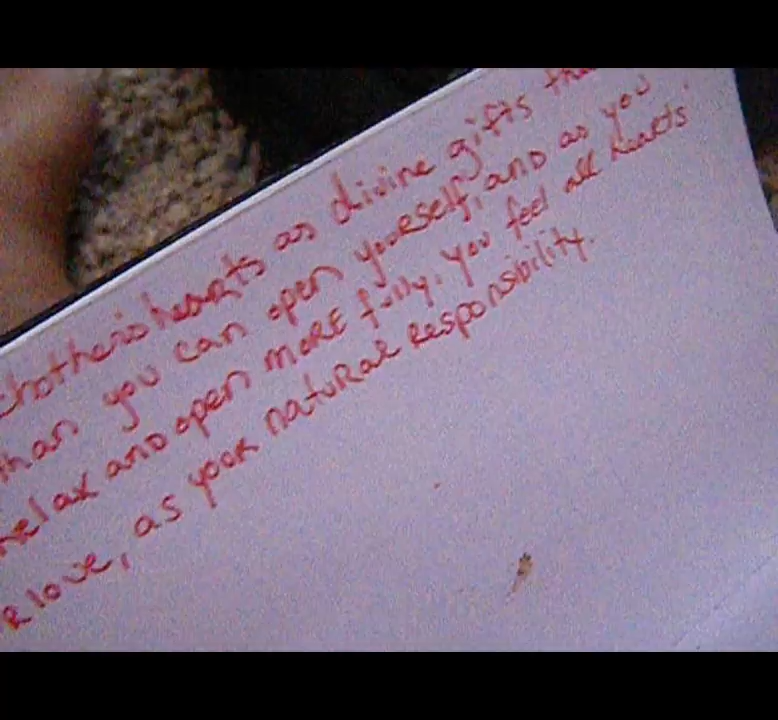 hearts as divine gifts
than you can open yourself, and as you
relax and open more fully, you feel all hearts'
love, as your natural responsibility.